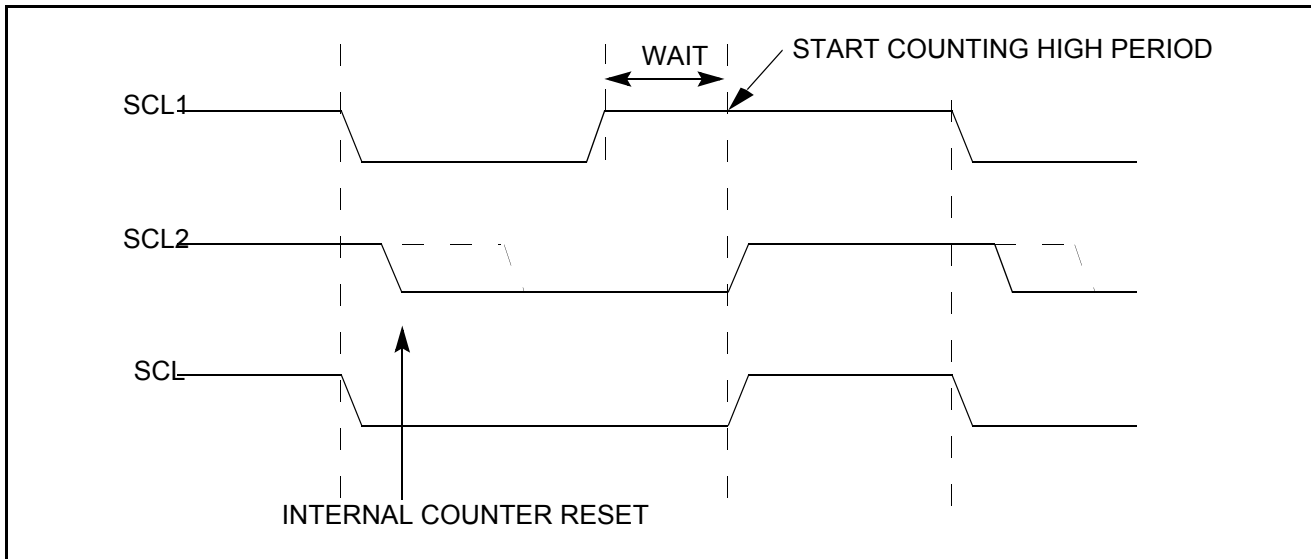 START COUNTING HIGH PERIOD
WAIT
SCL1
SCL2
SCL
INTERNAL COUNTER RESET